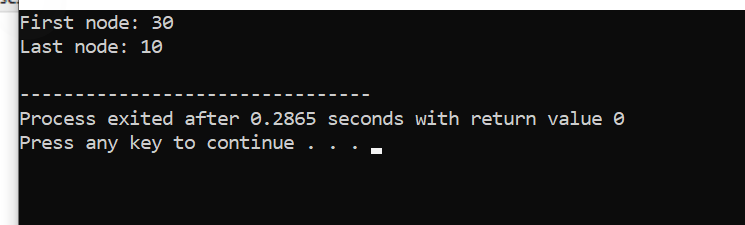 First node: 30
Last node: 10
--------------------------------
Process exited after 0.2865 seconds with return value 0
Press any key to continue . . .